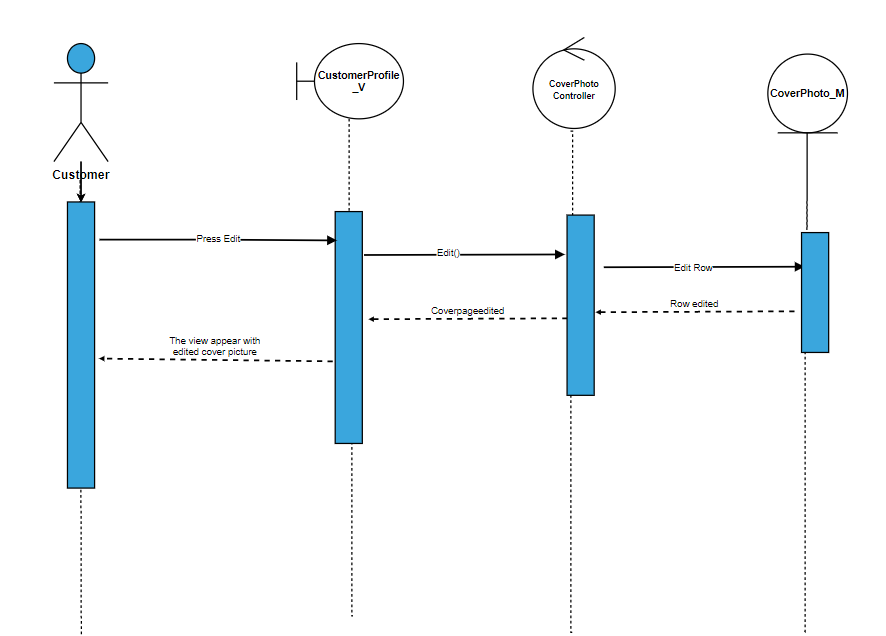 CustomerProfile
_V
CoverPhoto
Controller
CoverPhoto_M
Customer
Press Edit
Edit()
Edit Row
Row edited
Coverpageedited
The view appear with
edited cover picture